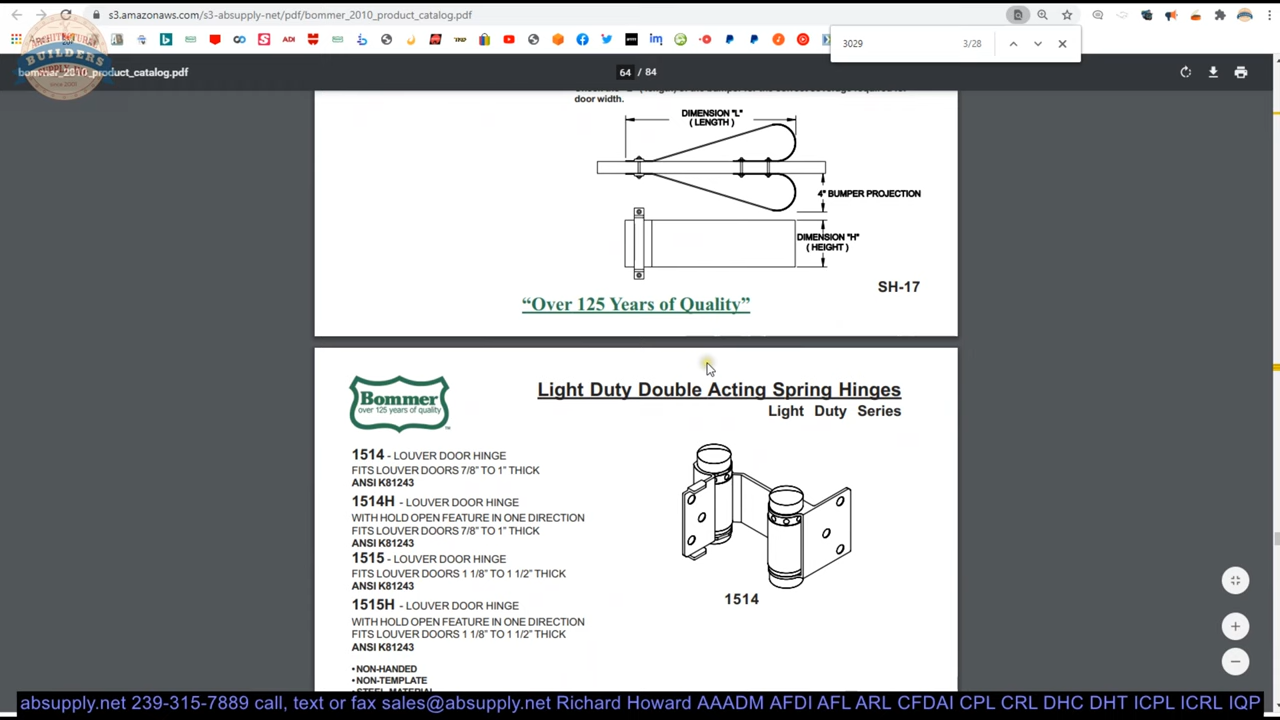 s3.amazonaws.com/s3-absupply-net/pdf/bommer_2010_product_catalog.pdf
3029
3/28
ARCHITECTURAL
BUILDERS
since 2003
bommer_2010_product_catalog.pdf
64 / 84
door width.
DIMENSION "L"
( LENGTH )
4" BUMPER PROJECTION
DIMENSION "H"
( HEIGHT )
SH-17
“Over 125 Years of Quality”
Bommer
over 125 years of quality
Light Duty Double Acting Spring Hinges
Light Duty Series
1514 - LOUVER DOOR HINGE
FITS LOUVER DOORS 7/8” TO 1” THICK
ANSI K81243
1514H - LOUVER DOOR HINGE
WITH HOLD OPEN FEATURE IN ONE DIRECTION
FITS LOUVER DOORS 7/8” TO 1” THICK
ANSI K81243
1515 - LOUVER DOOR HINGE
FITS LOUVER DOORS 1 1/8” TO 1 1/2” THICK
ANSI K81243
1515H - LOUVER DOOR HINGE
WITH HOLD OPEN FEATURE IN ONE DIRECTION
FITS LOUVER DOORS 1 1/8” TO 1 1/2” THICK
ANSI K81243
1514
• NON-HANDED
• NON-TEMPLATE
absupply.net 239-315-7889 call, text or fax sales@absupply.net Richard Howard AAADM AFDI AFL ARL CFDAI CPL CRL DHC DHT ICPL ICRL IQP